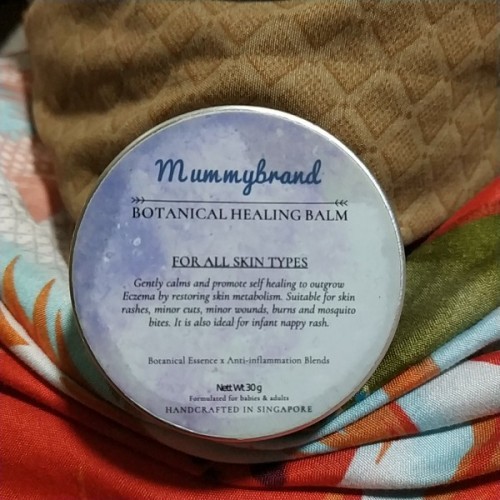 Mummybrand
BOTANICAL HEALING BALM
FOR ALL SKIN TYPES
Gently calms and promote self healing to outgrow
Eczema by restoring skin metabolism. Suitable for skin
rashes, minor cuts, minor wounds, burns and mosquito
bites. It is also ideal for infant nappy rash.
Botanical Essence x Anti-inflammation Blends
Nett Wt 30 g
Formulated for babies & adults
HANDCRAFTED IN SINGAPORE